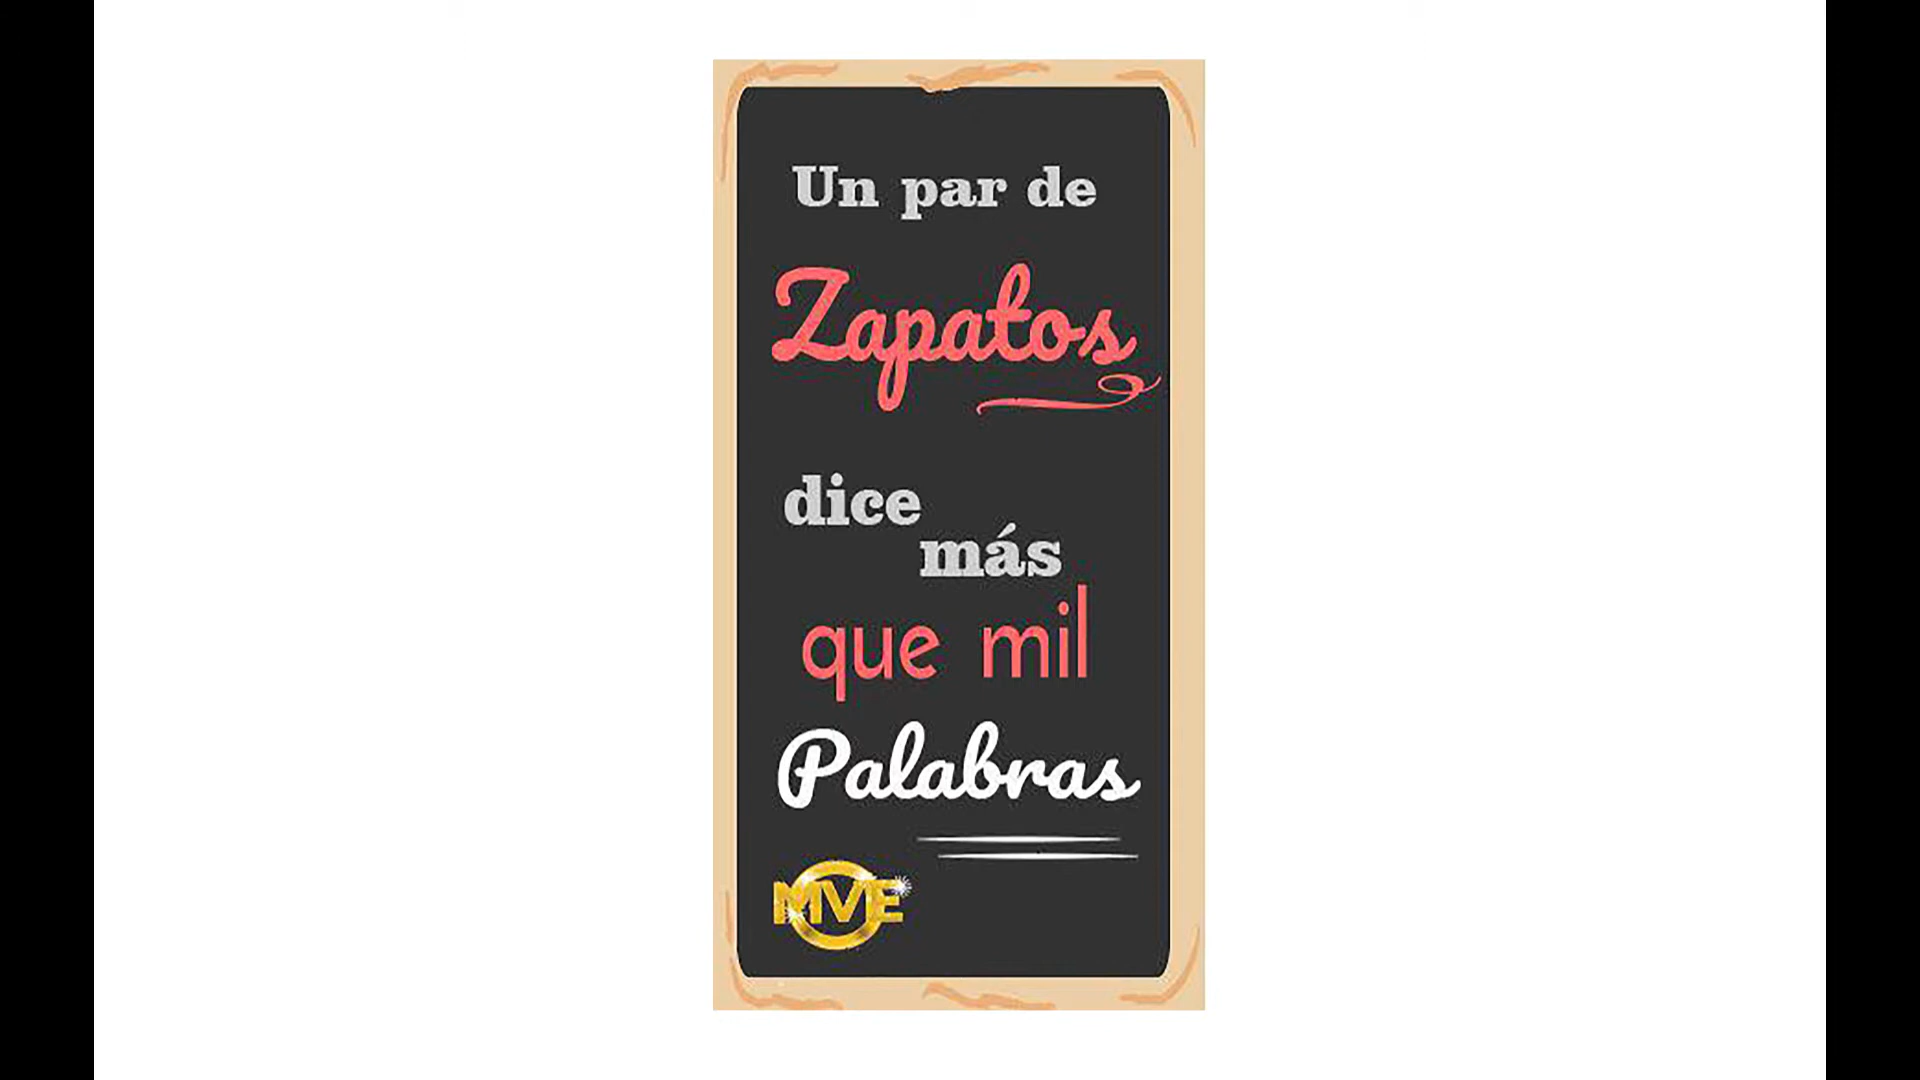 Un par de
Zapatos
dice
más
que mil
Palabras
MVE